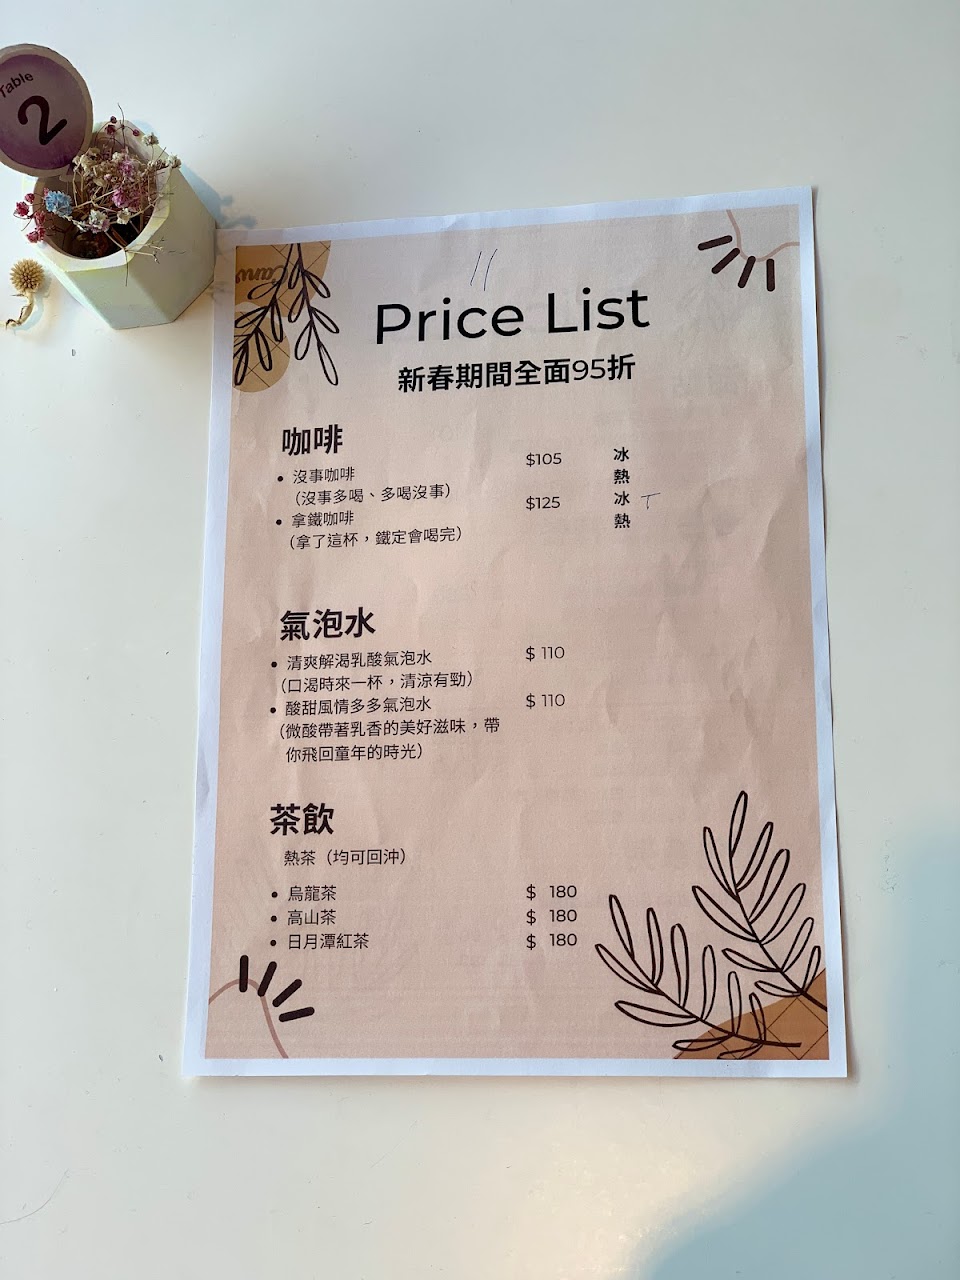 Table
2
Canv
11
Price List
新春期間全面95折
咖啡
• 沒事咖啡 $105 冰
熱
（沒事多喝、多喝沒事）
• 拿鐵咖啡 $125 冰 T
熱
（拿了這杯，鐵定會喝完）
氣泡水
• 清爽解渴乳酸氣泡水 $ 110
（口渴時來一杯，清涼有勁）
• 酸甜風情多多氣泡水 $ 110
（微酸帶著乳香的美好滋味，帶
你飛回童年的時光）
茶飲
熱茶（均可回沖）
• 烏龍茶 $ 180
• 高山茶 $ 180
• 日月潭紅茶 $ 180